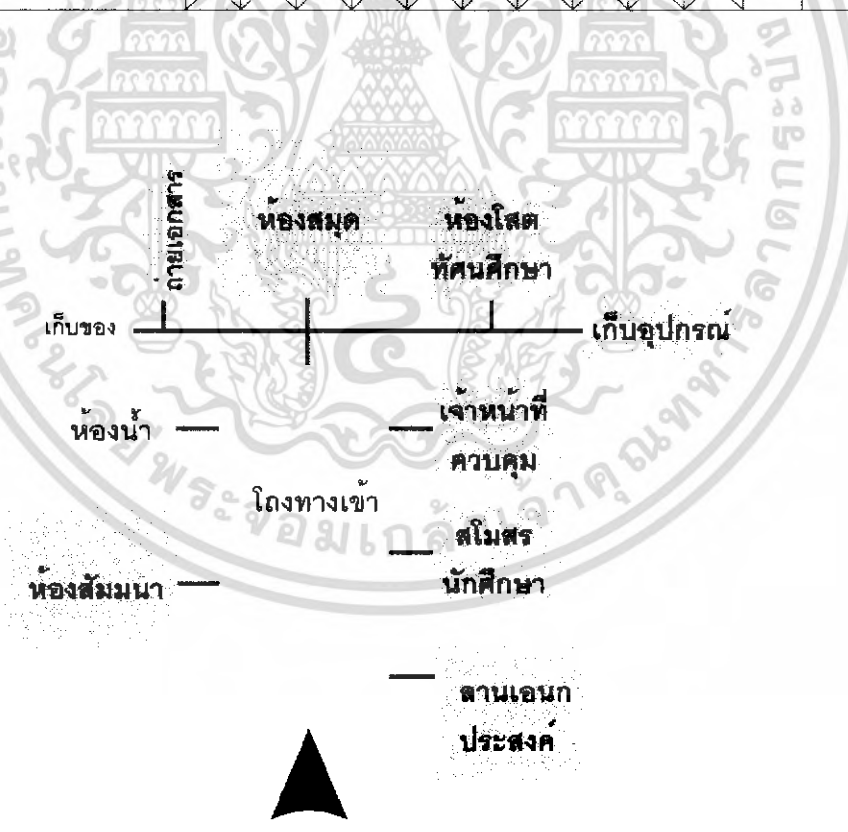 ถ่ายเอกสาร
ห้องสมุด
ห้องโสต
ทัศนศึกษา
เก็บของ
เก็บอุปกรณ์
ห้องน้ำ
เจ้าหน้าที่
ควบคุม
โถงทางเข้า
สโมสร
นักศึกษา
ห้องสัมมนา
ลานเอนก
ประสงค์